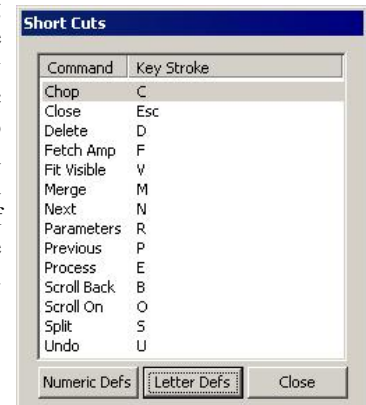 Short Cuts
Command Key Stroke
Chop C
Close Esc
Delete D
Fetch Amp F
Fit Visible V
Merge M
Next N
Parameters R
Previous P
Process E
Scroll Back B
Scroll On O
Split S
Undo U
Numeric Defs Letter Defs Close